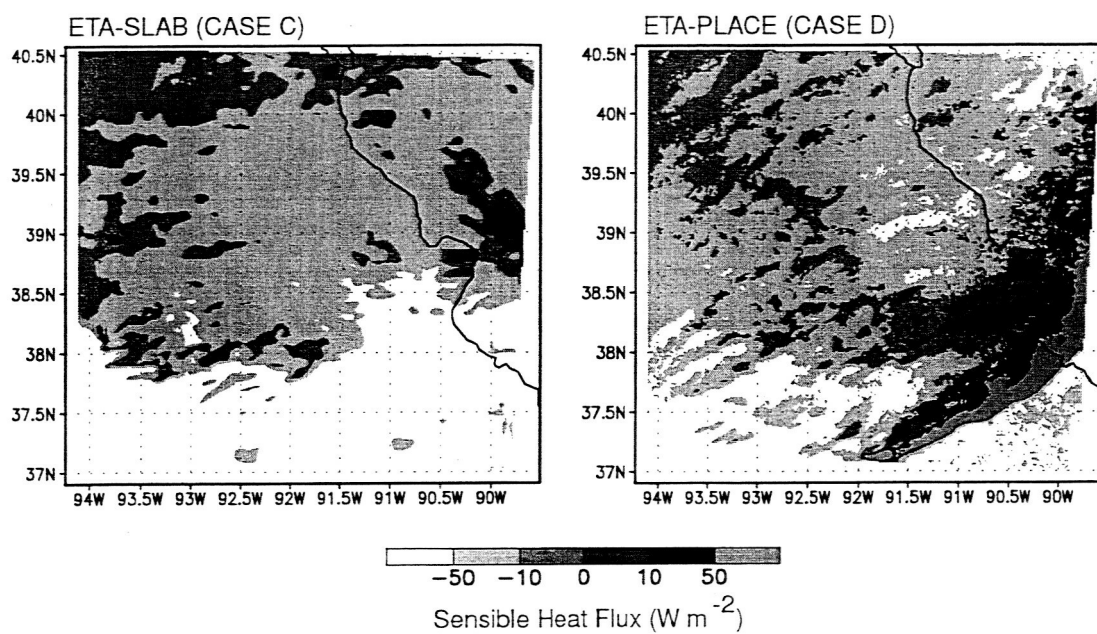 ETA-SLAB (CASE C)
ETA-PLACE (CASE D)
40.5N
40N
39.5N
39N
38.5N
38N
37.5N
37N
94W 93.5W 93W 92.5W 92W 91.5W 91W 90.5W 90W
40.5N
40N
39.5N
39N
38.5N
38N
37.5N
37N
94W 93.5W 93W 92.5W 92W 91.5W 91W 90.5W 90W
−50 −10 0 10 50
Sensible Heat Flux (W m⁻²)